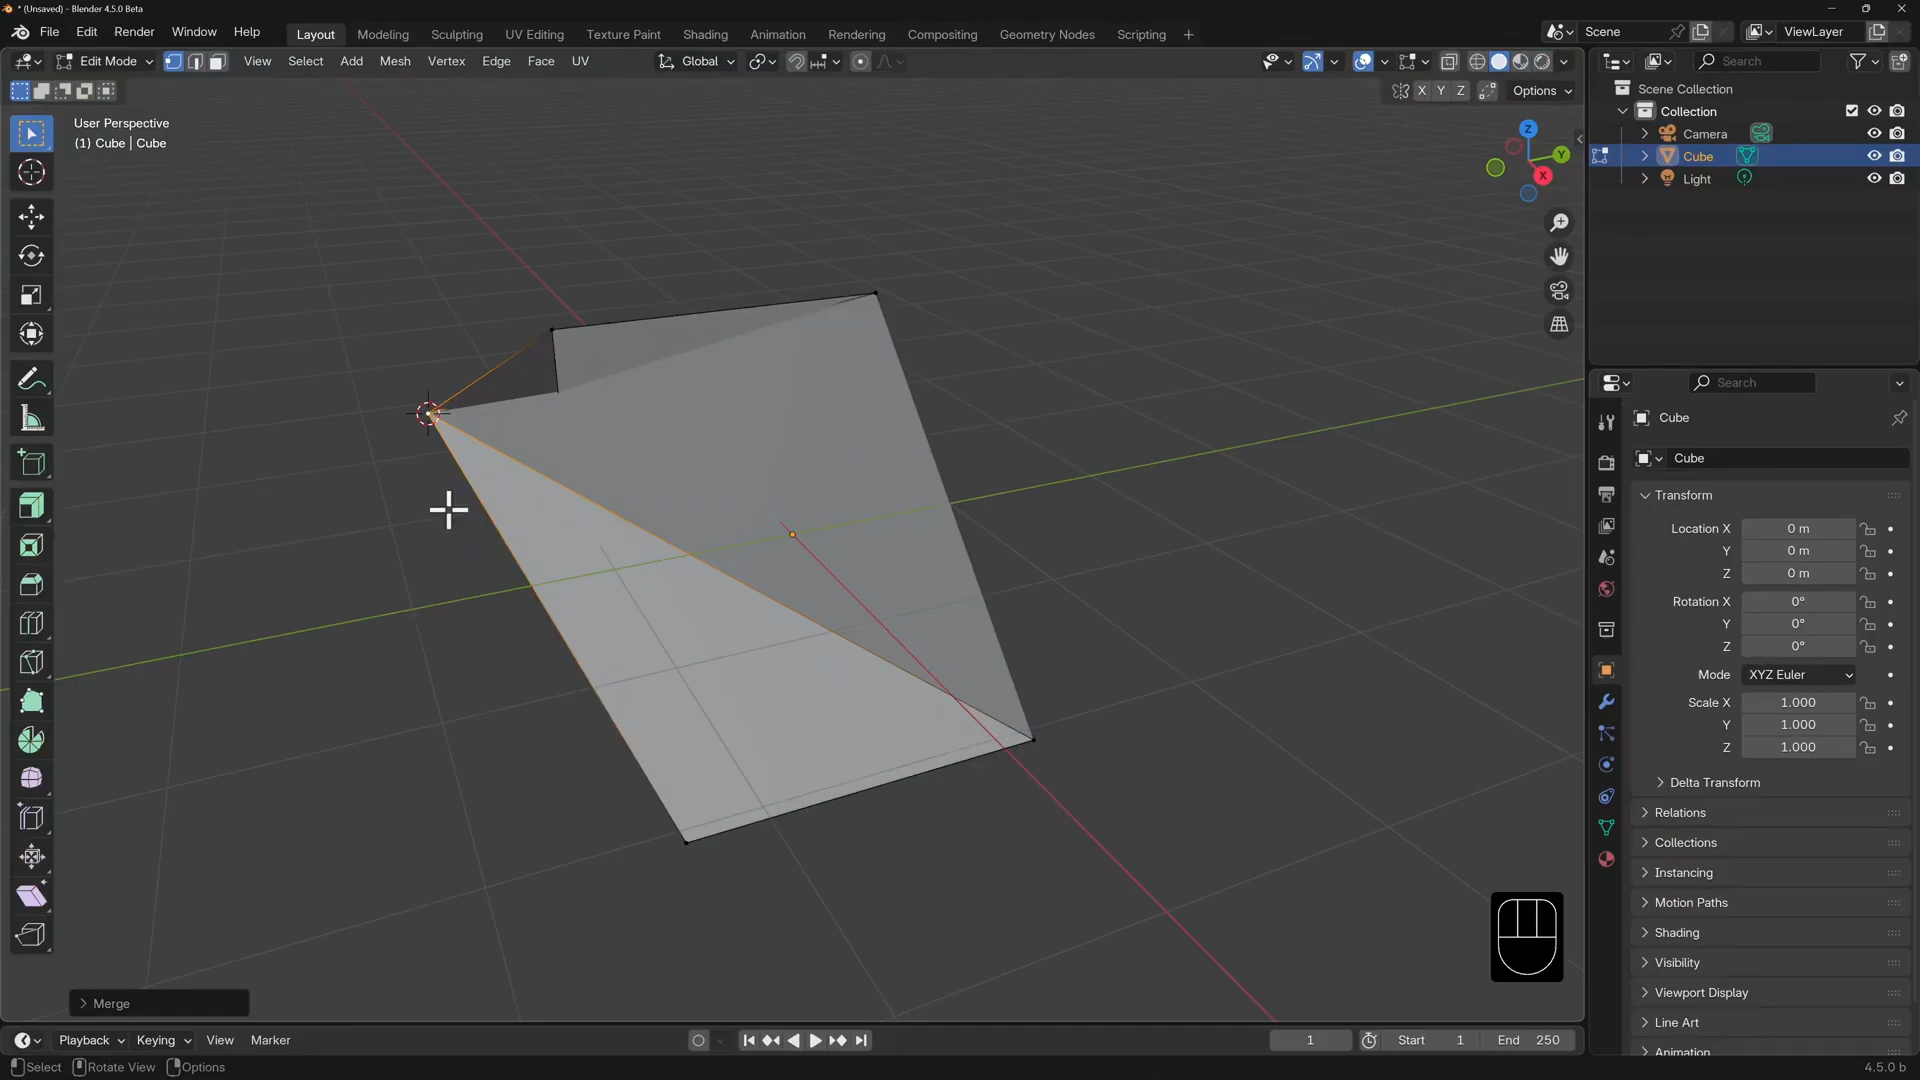 * (Unsaved) - Blender 4.5.0 Beta
File Edit Render Window Help
Layout Modeling Sculpting UV Editing Texture Paint Shading Animation Rendering Compositing Geometry Nodes Scripting +
Scene
ViewLayer
Edit Mode View Select Add Mesh Vertex Edge Face UV
Global
Search
X Y Z Options
Scene Collection
Collection
Camera
Cube
Light
User Perspective
(1) Cube | Cube
Z
Y
X
Search
Cube
Cube
Transform
Location X 0 m
Y 0 m
Z 0 m
Rotation X 0°
Y 0°
Z 0°
Mode XYZ Euler
Scale X 1.000
Y 1.000
Z 1.000
Delta Transform
Relations
Collections
Instancing
Motion Paths
Shading
Visibility
Viewport Display
Line Art
Animation
Merge
Playback Keying View Marker
1 Start 1 End 250
Select Rotate View Options
4.5.0 b